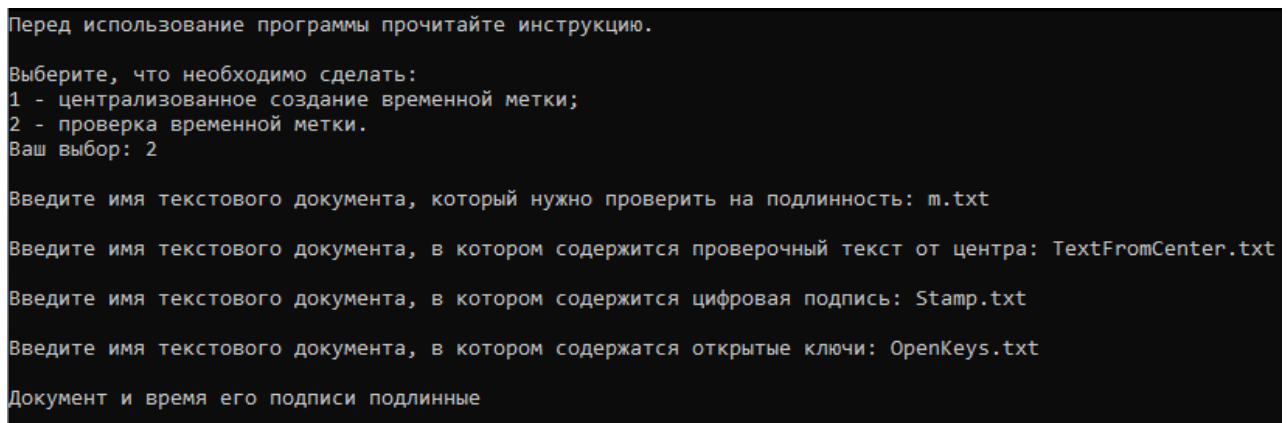 Перед использование программы прочитайте инструкцию.
Выберите, что необходимо сделать:
1 - централизованное создание временной метки;
2 - проверка временной метки.
Ваш выбор: 2
Введите имя текстового документа, который нужно проверить на подлинность: m.txt
Введите имя текстового документа, в котором содержится проверочный текст от центра: TextFromCenter.txt
Введите имя текстового документа, в котором содержится цифровая подпись: Stamp.txt
Введите имя текстового документа, в котором содержатся открытые ключи: OpenKeys.txt
Документ и время его подписи подлинные